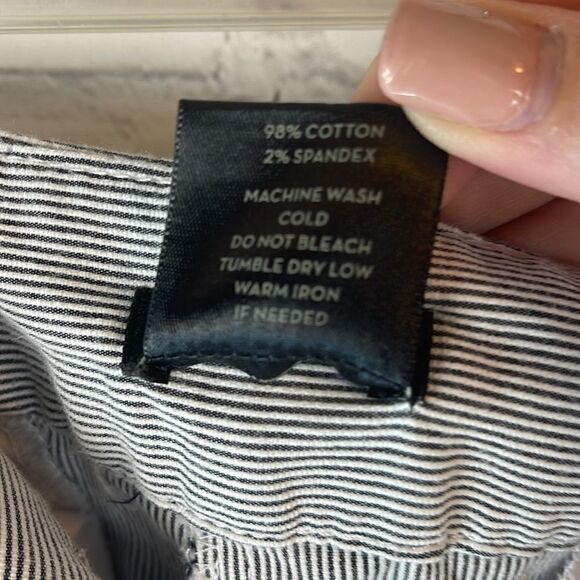 98% COTTON
2% SPANDEX
MACHINE WASH
COLD
DO NOT BLEACH
TUMBLE DRY LOW
WARM IRON
IF NEEDED